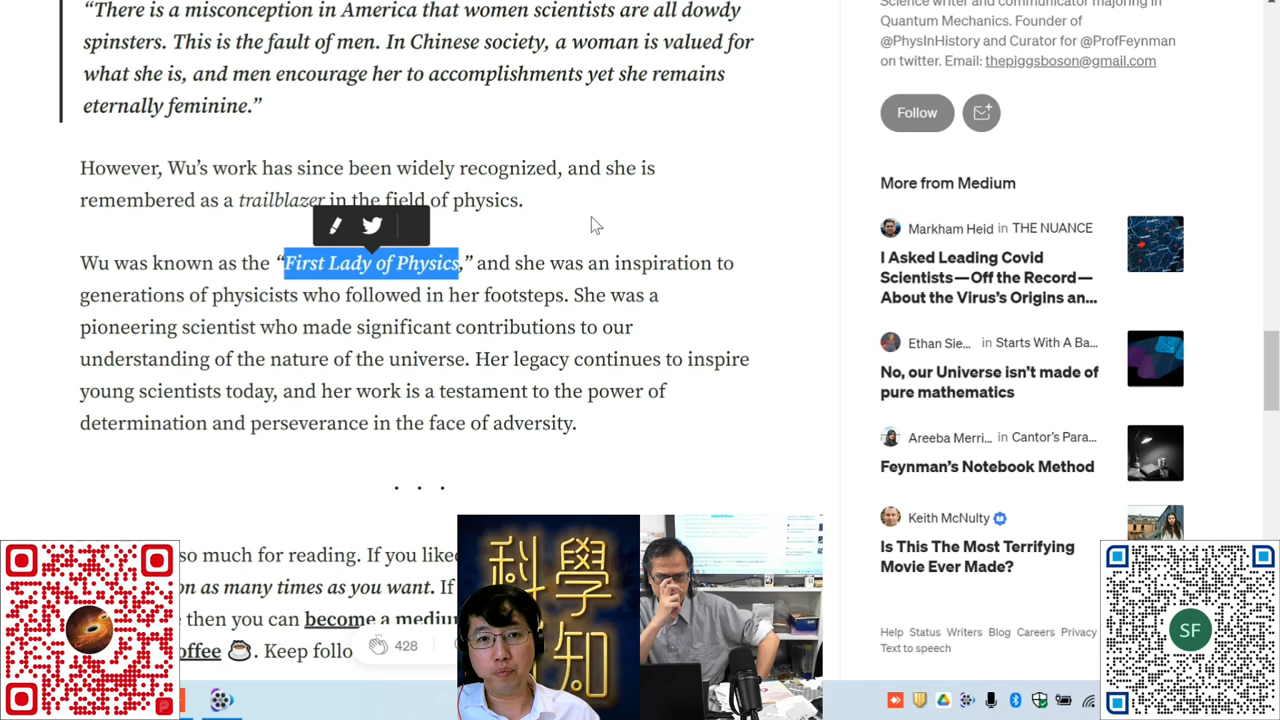 “There is a misconception in America that women scientists are all dowdy
spinsters. This is the fault of men. In Chinese society, a woman is valued for
what she is, and men encourage her to accomplishments yet she remains
eternally feminine.”
However, Wu’s work has since been widely recognized, and she is
remembered as a trailblazer in the field of physics.
Wu was known as the “First Lady of Physics,” and she was an inspiration to
generations of physicists who followed in her footsteps. She was a
pioneering scientist who made significant contributions to our
understanding of the nature of the universe. Her legacy continues to inspire
young scientists today, and her work is a testament to the power of
determination and perseverance in the face of adversity.
. . .
so much for reading. If you liked
on as many times as you want. If
then you can become a mediu
offee ☕. Keep follo
428
學
知
Science writer and communicator majoring in
Quantum Mechanics. Founder of
@PhysInHistory and Curator for @ProfFeynman
on twitter. Email: thepiggsboson@gmail.com
Follow
More from Medium
Markham Heid in THE NUANCE
I Asked Leading Covid
Scientists — Off the Record —
About the Virus’s Origins an...
Ethan Sie... in Starts With A Ba...
No, our Universe isn’t made of
pure mathematics
Areeba Merri... in Cantor’s Para...
Feynman’s Notebook Method
Keith McNulty
Is This The Most Terrifying
Movie Ever Made?
Help Status Writers Blog Careers Privacy
Text to speech
SF